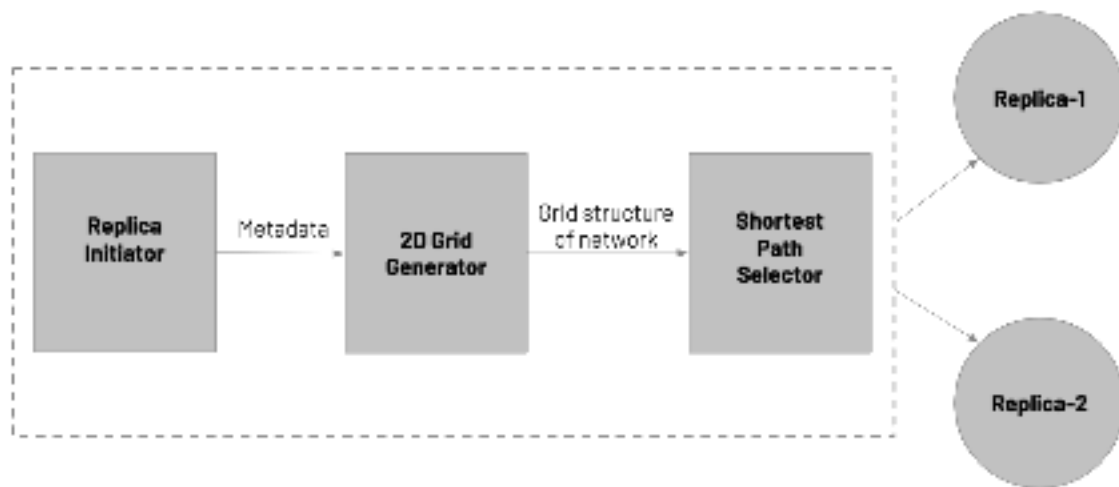 Replica-1
Replica
Initiator
Metadata
2D Grid
Generator
Grid structure
of network
Shortest
Path
Selector
Replica-2